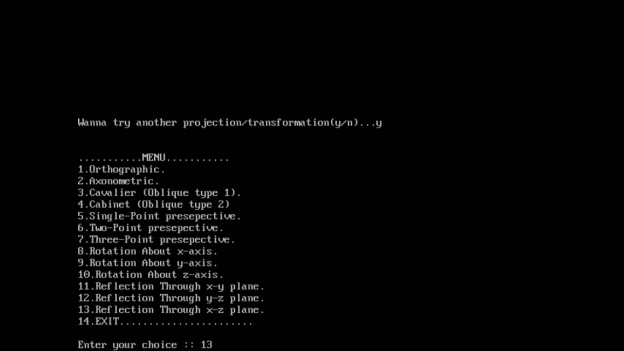 Wanna try another projection/transformation(y/n)...y
...........MENU...........
1.Orthographic.
2.Axonometric.
3.Cavalier (Oblique type 1).
4.Cabinet (Oblique type 2)
5.Single-Point presepective.
6.Two-Point presepective.
7.Three-Point presepective.
8.Rotation About x-axis.
9.Rotation About y-axis.
10.Rotation About z-axis.
11.Reflection Through x-y plane.
12.Reflection Through y-z plane.
13.Reflection Through x-z plane.
14.EXIT.......................
Enter your choice :: 13